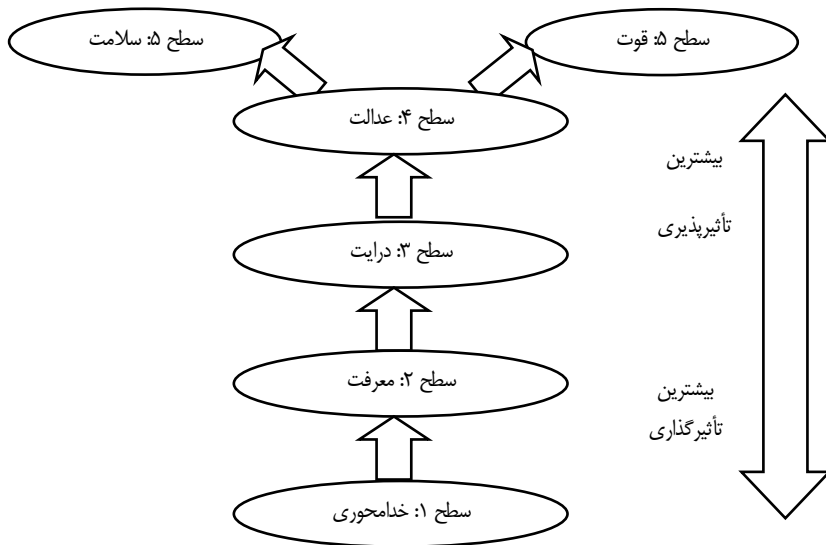 سطح ۵: قوت
سطح ۵: سلامت
سطح ۴: عدالت
بیشترین
تأثیرپذیری
سطح ۳: درایت
سطح ۲: معرفت
بیشترین
تأثیرگذاری
سطح ۱: خدامحوری